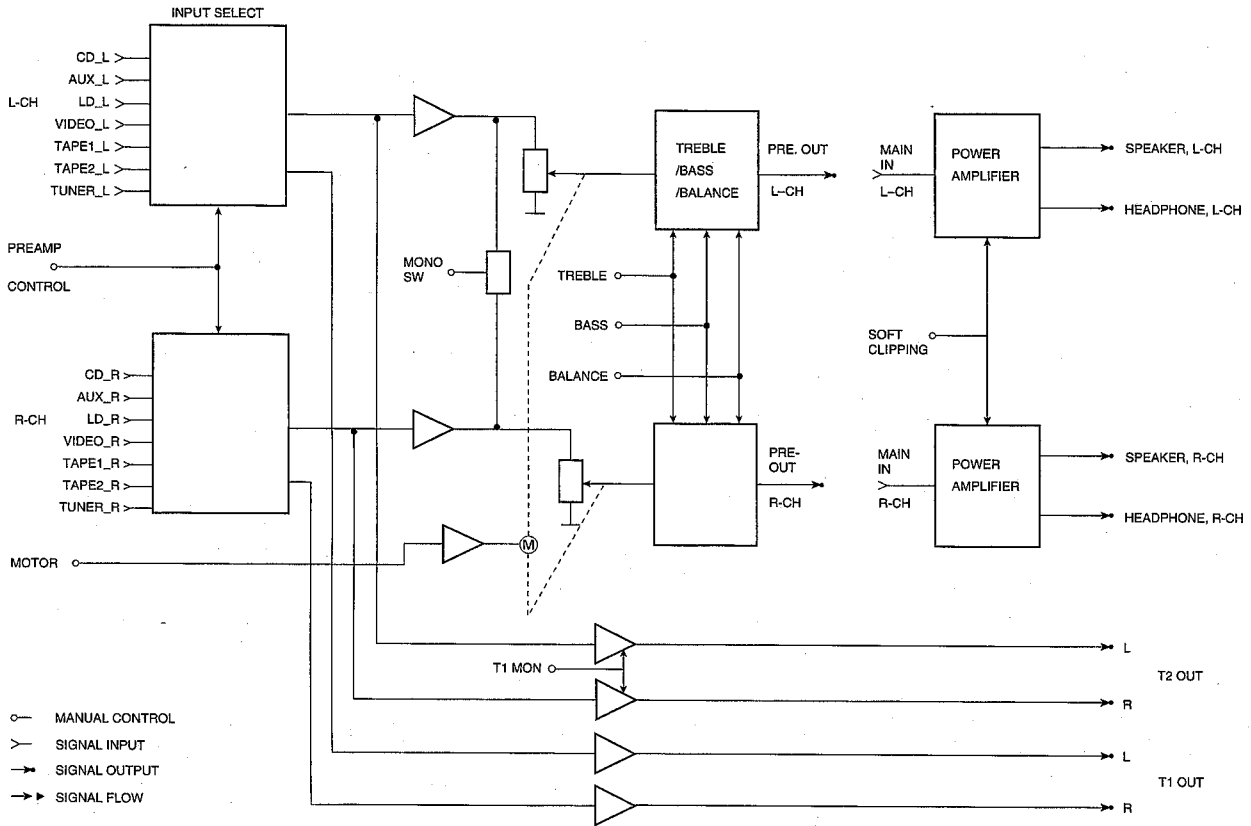 INPUT SELECT
L-CH
CD_L
AUX_L
LD_L
VIDEO_L
TAPE1_L
TAPE2_L
TUNER_L
PREAMP
CONTROL
R-CH
CD_R
AUX_R
LD_R
VIDEO_R
TAPE1_R
TAPE2_R
TUNER_R
MOTOR
MONO
SW
M
TREBLE
/BASS
/BALANCE
PRE. OUT
L-CH
TREBLE
BASS
BALANCE
PRE-
OUT
R-CH
MAIN
IN
L-CH
POWER
AMPLIFIER
SPEAKER, L-CH
HEADPHONE, L-CH
SOFT
CLIPPING
MAIN
IN
R-CH
POWER
AMPLIFIER
SPEAKER, R-CH
HEADPHONE, R-CH
T1 MON
L
T2 OUT
R
L
T1 OUT
R
MANUAL CONTROL
SIGNAL INPUT
SIGNAL OUTPUT
SIGNAL FLOW